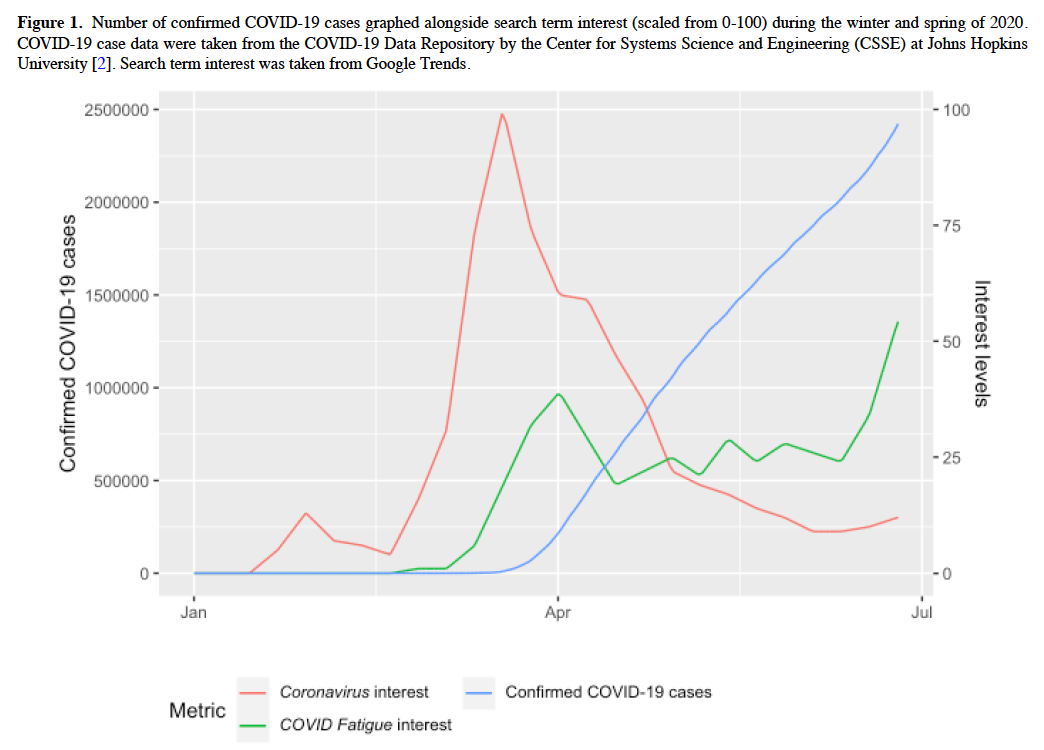 Figure 1. Number of confirmed COVID-19 cases graphed alongside search term interest (scaled from 0-100) during the winter and spring of 2020.
COVID-19 case data were taken from the COVID-19 Data Repository by the Center for Systems Science and Engineering (CSSE) at Johns Hopkins
University [2]. Search term interest was taken from Google Trends.
2500000
2000000
1500000
1000000
500000
0
Confirmed COVID-19 cases
100
75
50
25
0
Interest levels
Jan
Apr
Jul
Metric
Coronavirus interest
COVID Fatigue interest
Confirmed COVID-19 cases